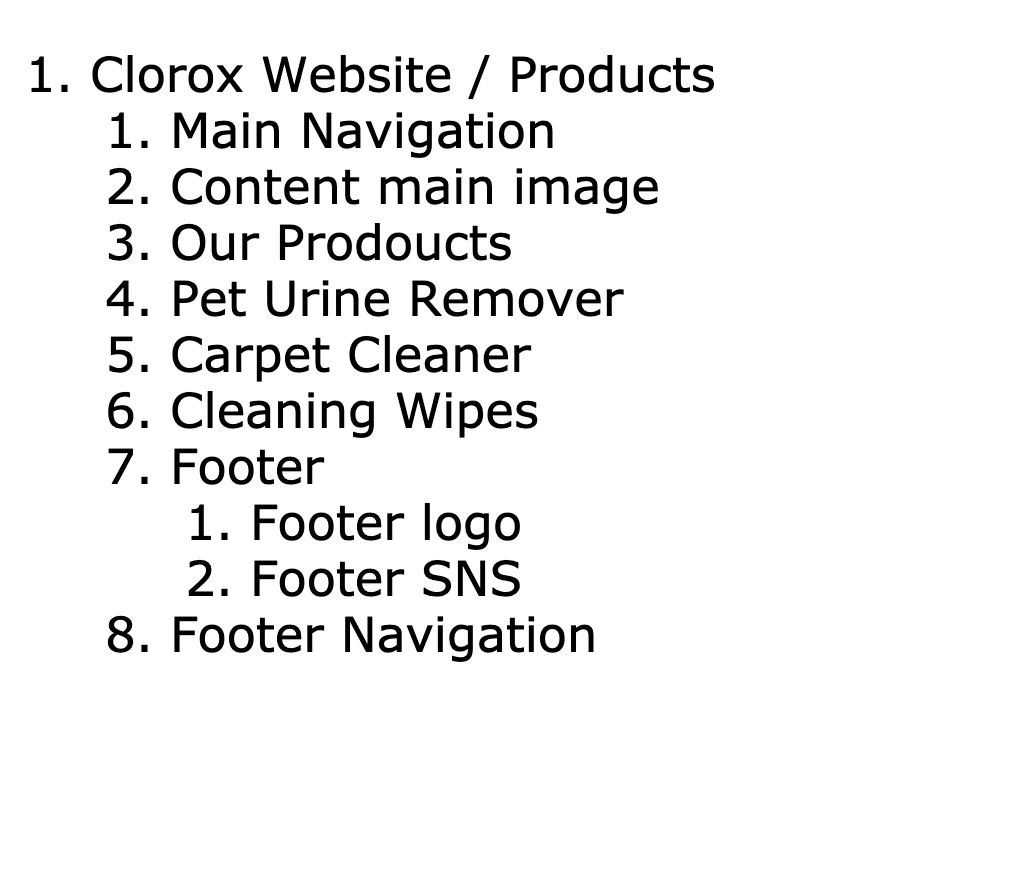 1. Clorox Website / Products
1. Main Navigation
2. Content main image
3. Our Prodoucts
4. Pet Urine Remover
5. Carpet Cleaner
6. Cleaning Wipes
7. Footer
1. Footer logo
2. Footer SNS
8. Footer Navigation